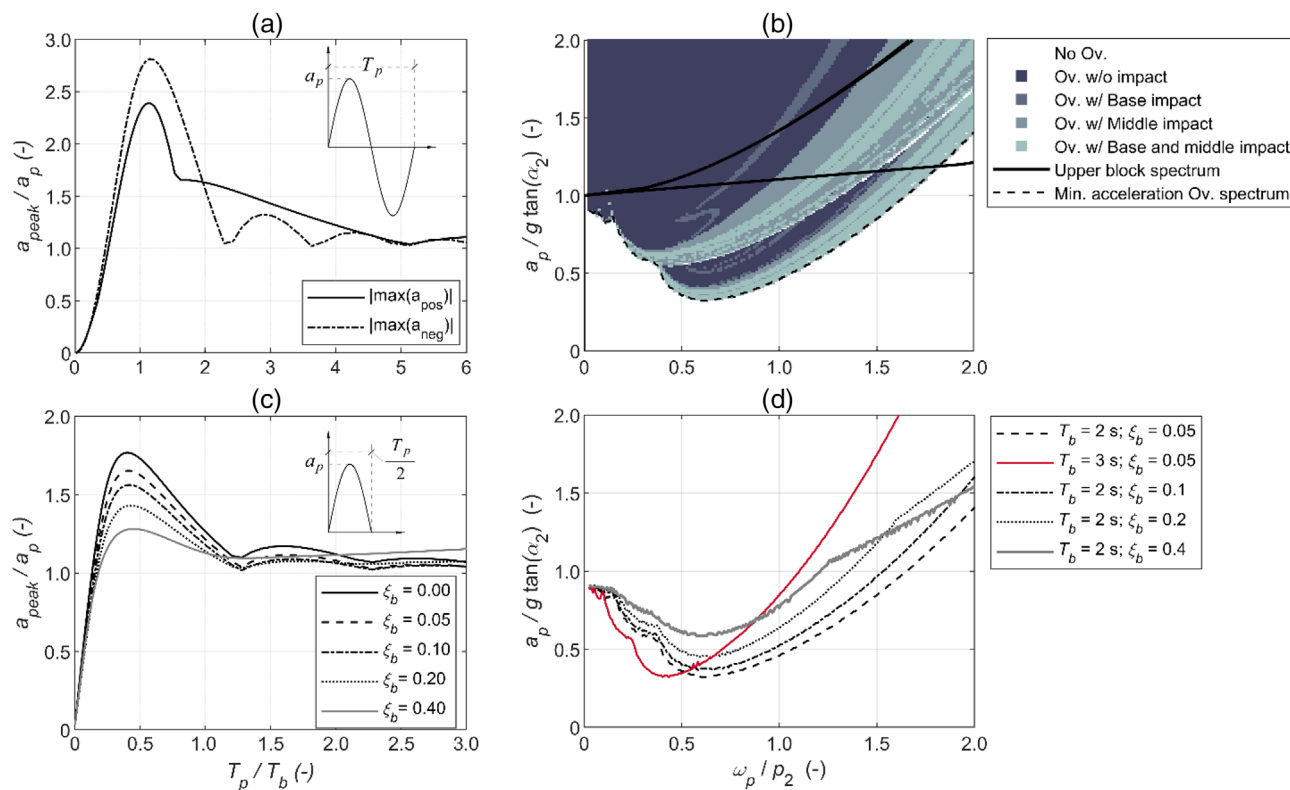 (a)
3.0
2.5
2.0
1.5
1.0
0.5
0
a_peak / a_p (-)
0 1 2 3 4 5 6
a_p
T_p
|max(a_pos)|
|max(a_neg)|
(b)
2.0
1.5
1.0
0.5
0
a_p / g tan(α_2) (-)
0 0.5 1.0 1.5 2.0
No Ov.
Ov. w/o impact
Ov. w/ Base impact
Ov. w/ Middle impact
Ov. w/ Base and middle impact
Upper block spectrum
Min. acceleration Ov. spectrum
(c)
2.0
1.5
1.0
0.5
0
a_peak / a_p (-)
a_p
T_p
2
ξ_b = 0.00
ξ_b = 0.05
ξ_b = 0.10
ξ_b = 0.20
ξ_b = 0.40
0 0.5 1.0 1.5 2.0 2.5 3.0
T_p / T_b (-)
(d)
2.0
1.5
1.0
0.5
0
a_p / g tan(α_2) (-)
0 0.5 1.0 1.5 2.0
ω_p / p_2 (-)
T_b = 2 s; ξ_b = 0.05
T_b = 3 s; ξ_b = 0.05
T_b = 2 s; ξ_b = 0.1
T_b = 2 s; ξ_b = 0.2
T_b = 2 s; ξ_b = 0.4